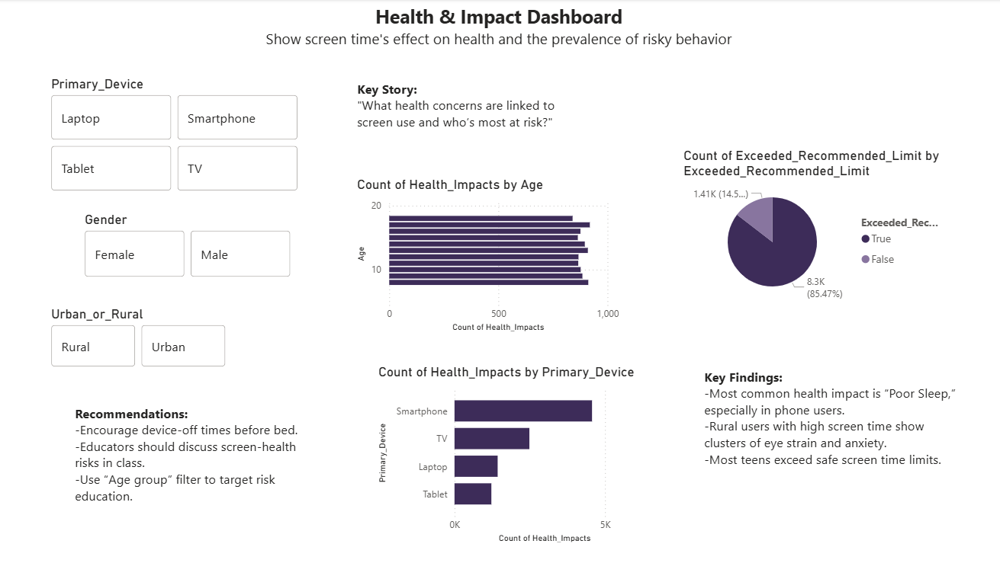 Health & Impact Dashboard
Show screen time's effect on health and the prevalence of risky behavior
Primary_Device
Laptop
Smartphone
Tablet
TV
Gender
Female
Male
Urban_or_Rural
Rural
Urban
Recommendations:
-Encourage device-off times before bed.
-Educators should discuss screen-health
risks in class.
-Use “Age group” filter to target risk
education.
Key Story:
"What health concerns are linked to
screen use and who’s most at risk?"
Count of Health_Impacts by Age
20
10
Age
0
500
1,000
Count of Health_Impacts
Count of Health_Impacts by Primary_Device
Primary_Device
Smartphone
TV
Laptop
Tablet
0K
5K
Count of Health_Impacts
Count of Exceeded_Recommended_Limit by
Exceeded_Recommended_Limit
1.41K (14.5...)
8.3K
(85.47%)
Exceeded_Rec...
True
False
Key Findings:
-Most common health impact is “Poor Sleep,”
especially in phone users.
-Rural users with high screen time show
clusters of eye strain and anxiety.
-Most teens exceed safe screen time limits.